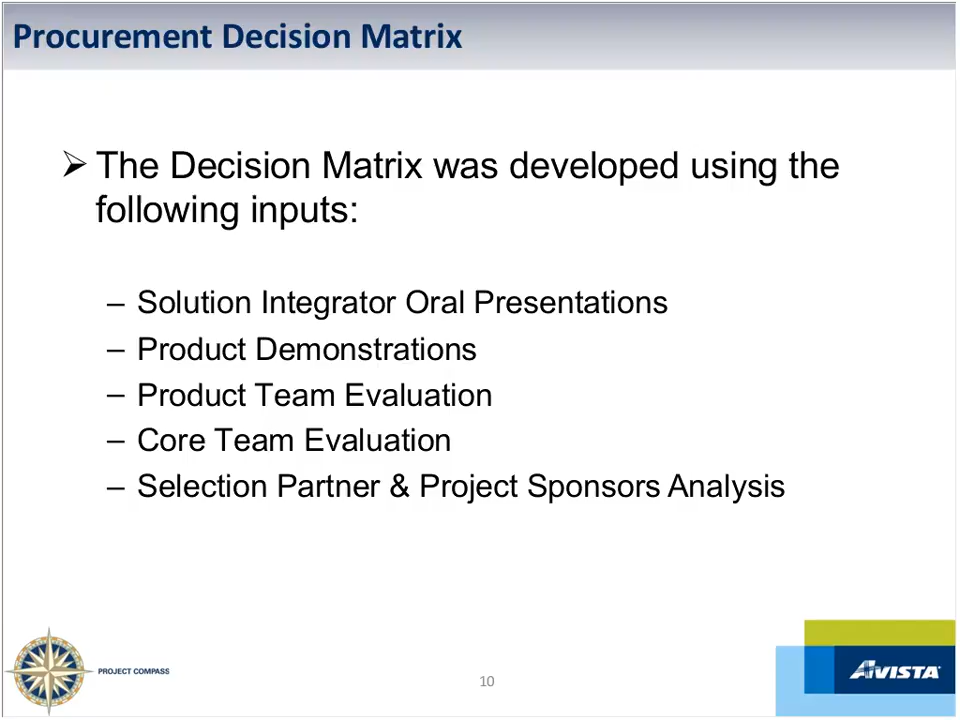 Procurement Decision Matrix
➢ The Decision Matrix was developed using the
following inputs:
– Solution Integrator Oral Presentations
– Product Demonstrations
– Product Team Evaluation
– Core Team Evaluation
– Selection Partner & Project Sponsors Analysis
PROJECT COMPASS
10
AVISTA